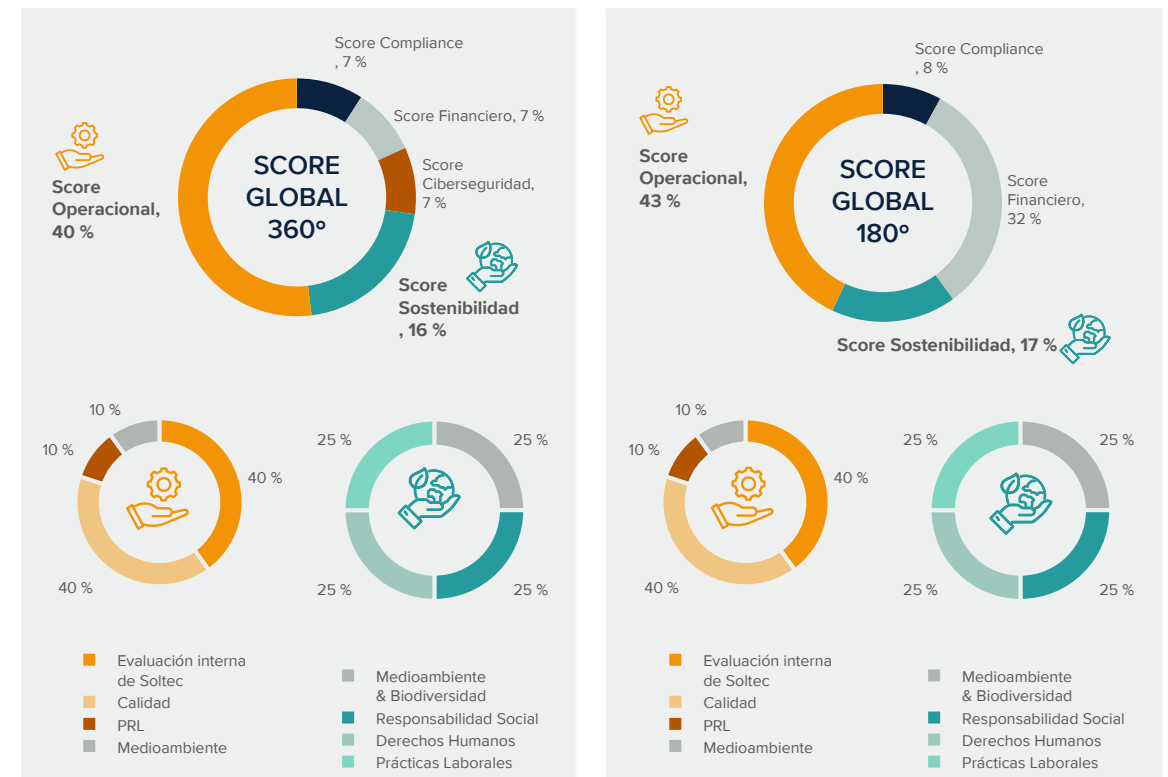 Score Compliance
, 7 %
Score Financiero, 7 %
Score
Ciberseguridad,
7 %
Score
Operacional,
40 %
SCORE
GLOBAL
360º
Score
Sostenibilidad
, 16 %
10 %
10 %
40 %
40 %
25 %
25 %
25 %
25 %
Evaluación interna
de Soltec
Calidad
PRL
Medioambiente
Medioambiente
& Biodiversidad
Responsabilidad Social
Derechos Humanos
Prácticas Laborales
Score Compliance
, 8 %
Score
Operacional,
43 %
SCORE
GLOBAL
180º
Score
Financiero,
32 %
Score Sostenibilidad, 17 %
10 %
10 %
40 %
40 %
25 %
25 %
25 %
25 %
Evaluación interna
de Soltec
Calidad
PRL
Medioambiente
Medioambiente
& Biodiversidad
Responsabilidad Social
Derechos Humanos
Prácticas Laborales